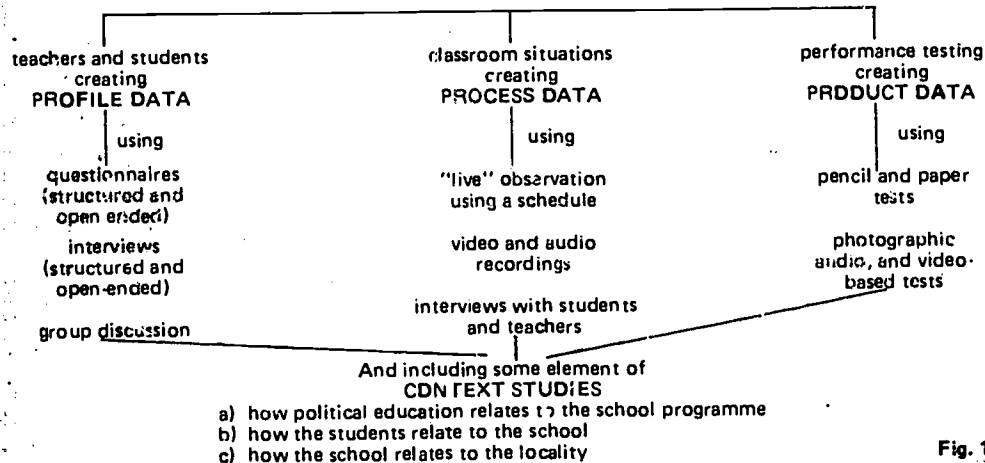 teachers and students
creating
PROFILE DATA
using
questionnaires
(structured and
open ended)
interviews
(structured and
open-ended)
group discussion
classroom situations
creating
PROCESS DATA
using
"live" observation
using a schedule
video and audio
recordings
interviews with students
and teachers
performance testing
creating
PRDDUCT DATA
using
pencil and paper
tests
photographic
audio, and video-
based tests
And including some element of
CDNTEXT STUDIES
a) how political education relates to the school programme
b) how the students relate to the school
c) how the school relates to the locality
Fig. 1